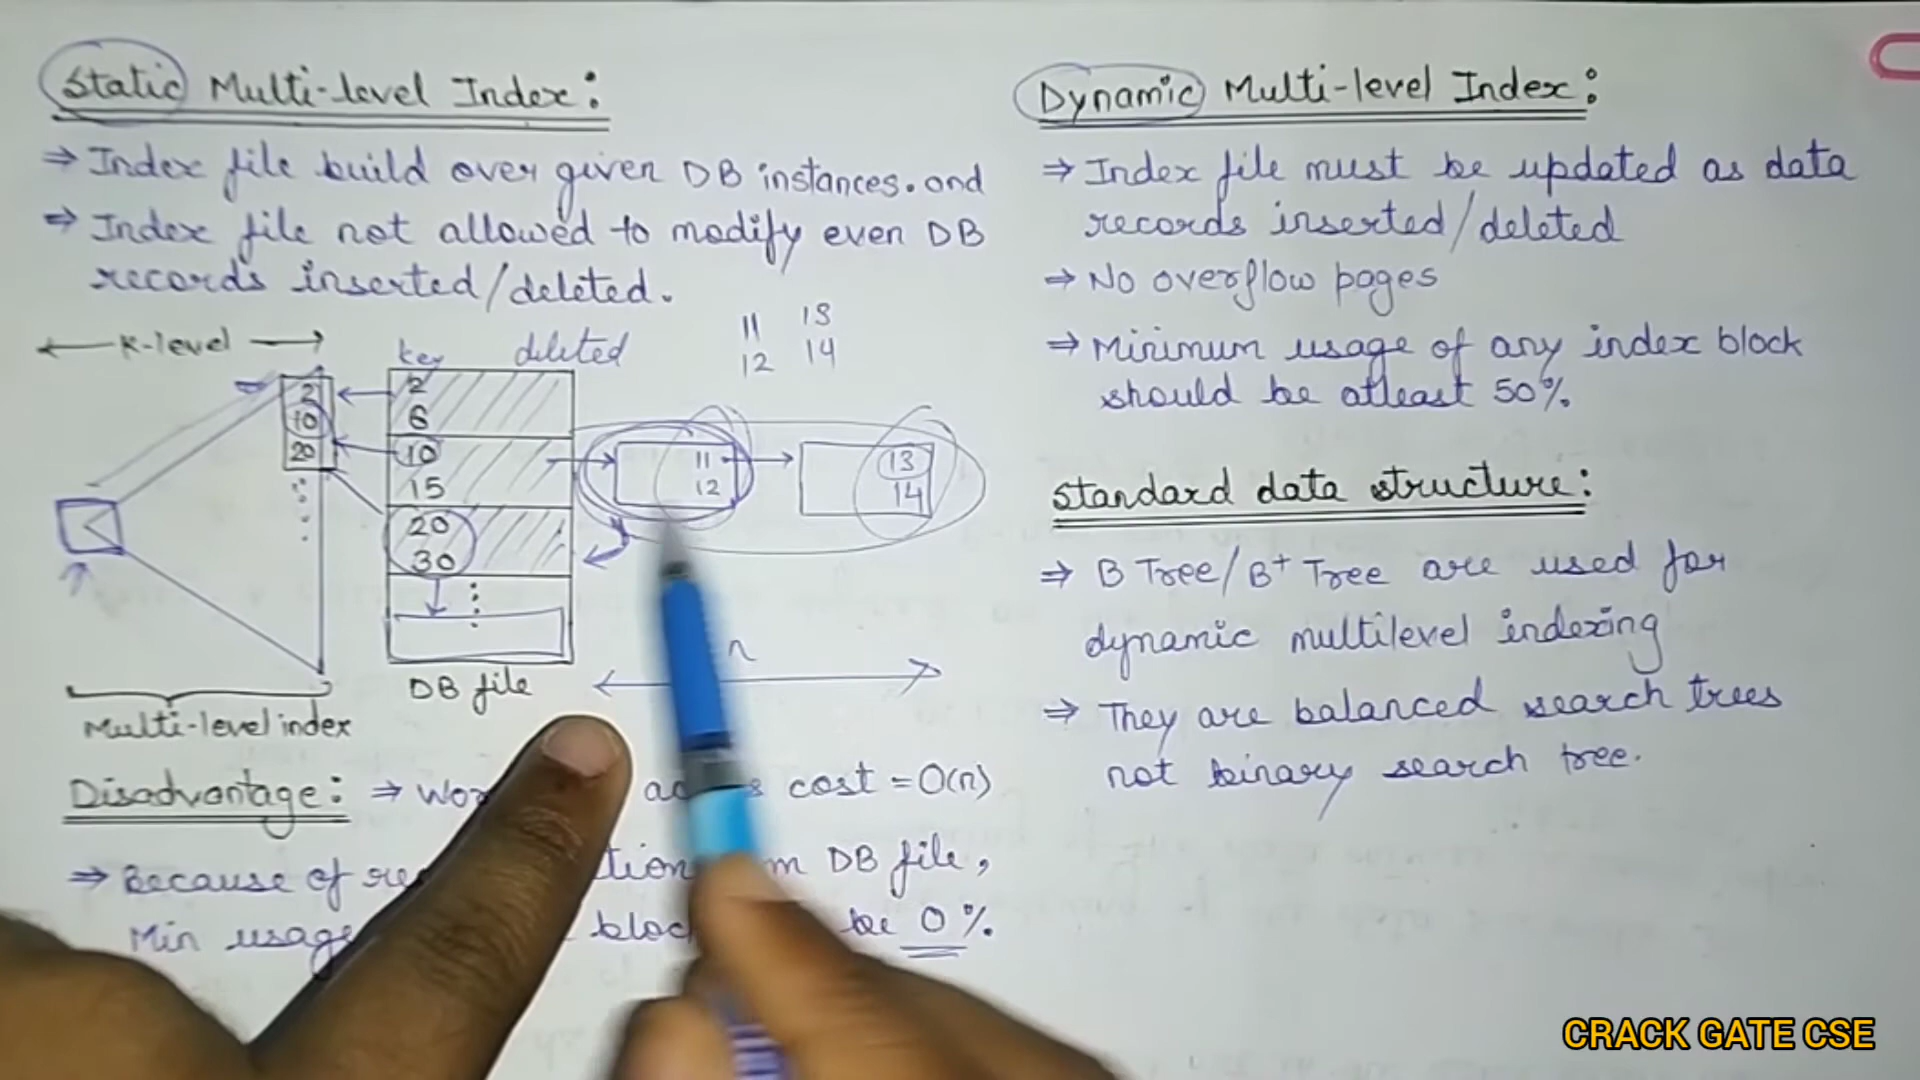 Static Multi-level Index:
⇒ Index file build over given DB instances. and
⇒ Index file not allowed to modify even DB
records inserted/deleted.
11 13
12 14
← K-level →
key
deleted
2
10
20
2
6
10
15
20
30
11
12
13
14
n
DB file
Multi-level index
Disadvantage: ⇒ cost = O(n)
⇒ Because of DB file,
Min be 0%.
Dynamic Multi-level Index:
⇒ Index file must be updated as data
records inserted/deleted
⇒ No overflow pages
⇒ Minimum usage of any index block
should be atleast 50%.
Standard data structure:
⇒ B Tree/B+ Tree are used for
dynamic multilevel indexing
⇒ They are balanced search trees
not binary search tree.
CRACK GATE CSE